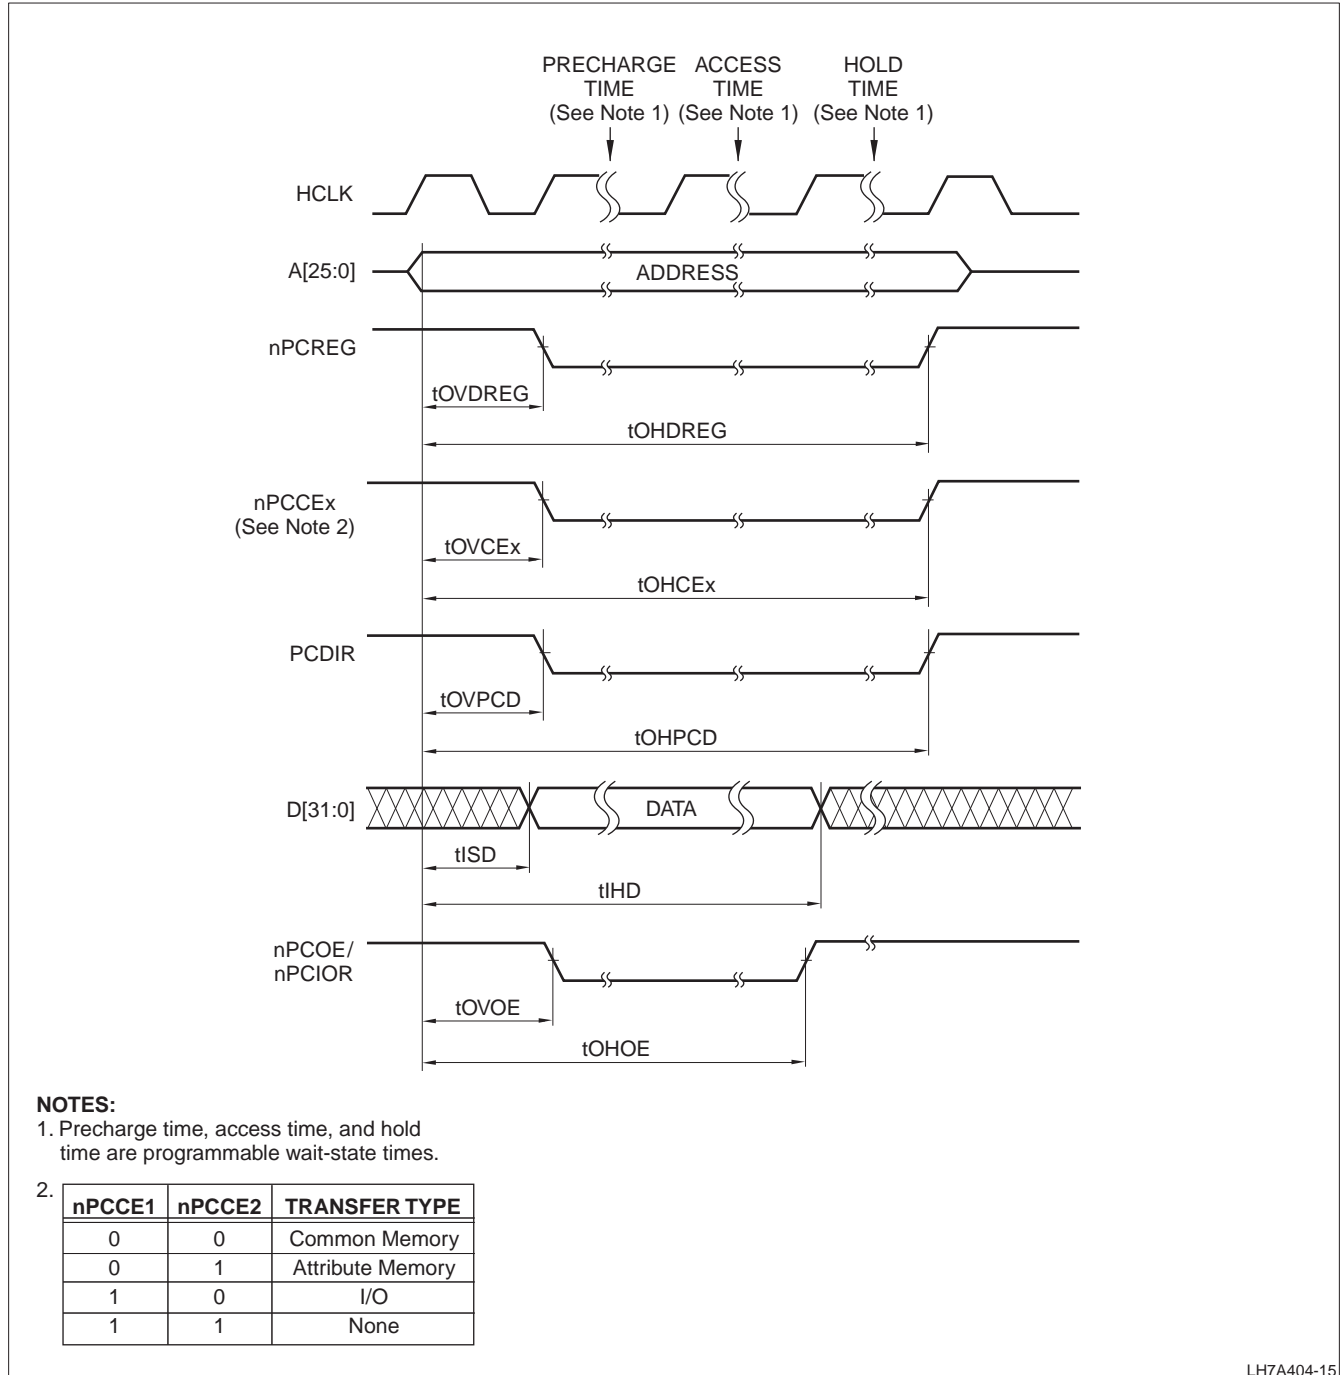 PRECHARGE TIME (See Note 1)
ACCESS TIME (See Note 1)
HOLD TIME (See Note 1)
HCLK
A[25:0]
ADDRESS
nPCREG
tOVDREG
tOHDREG
nPCCEx
(See Note 2)
tOVCEx
tOHCEx
PCDIR
tOVPCD
tOHPCD
D[31:0]
DATA
tISD
tIHD
nPCOE/
nPCIOR
tOVOE
tOHOE
NOTES:
1. Precharge time, access time, and hold
time are programmable wait-state times.
2.
nPCCE1 nPCCE2 TRANSFER TYPE
0 0 Common Memory
0 1 Attribute Memory
1 0 I/O
1 1 None
LH7A404-15